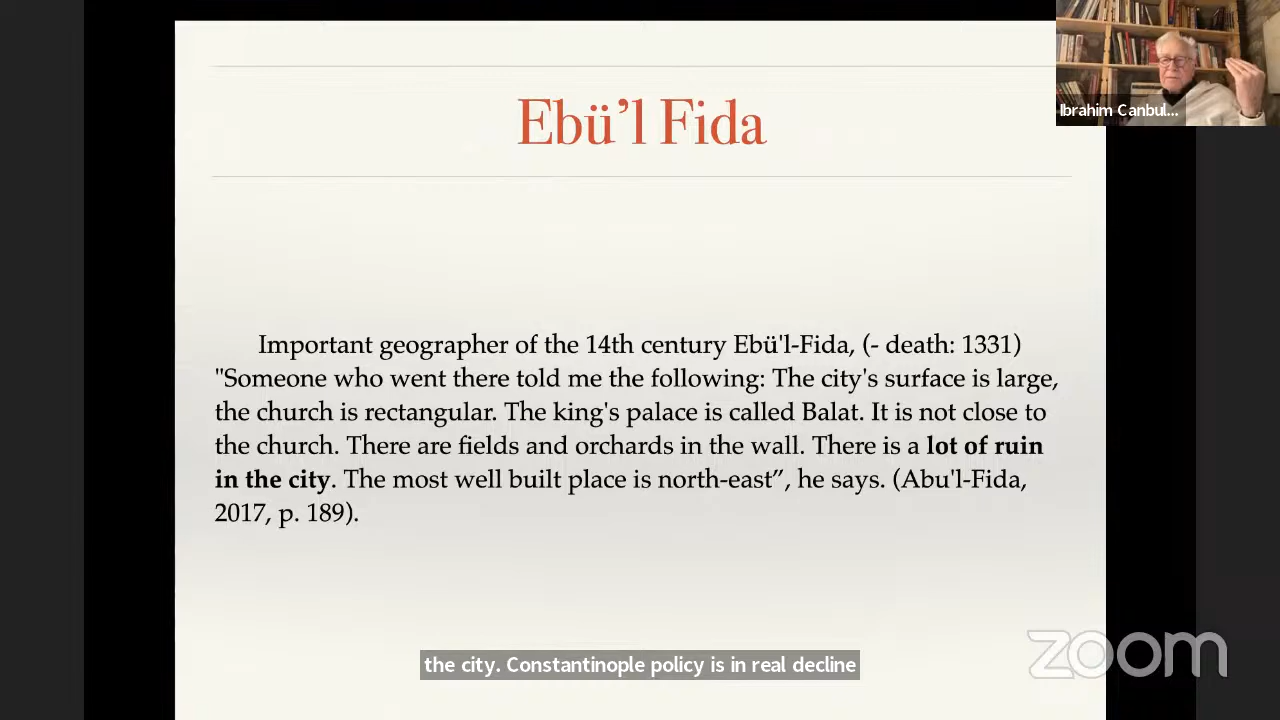 Ebü’l Fida
Ibrahim Canbul...
Important geographer of the 14th century Ebü'l-Fida, (- death: 1331)
"Someone who went there told me the following: The city's surface is large,
the church is rectangular. The king's palace is called Balat. It is not close to
the church. There are fields and orchards in the wall. There is a lot of ruin
in the city. The most well built place is north-east”, he says. (Abu'l-Fida,
2017, p. 189).
zoom
the city. Constantinople policy is in real decline